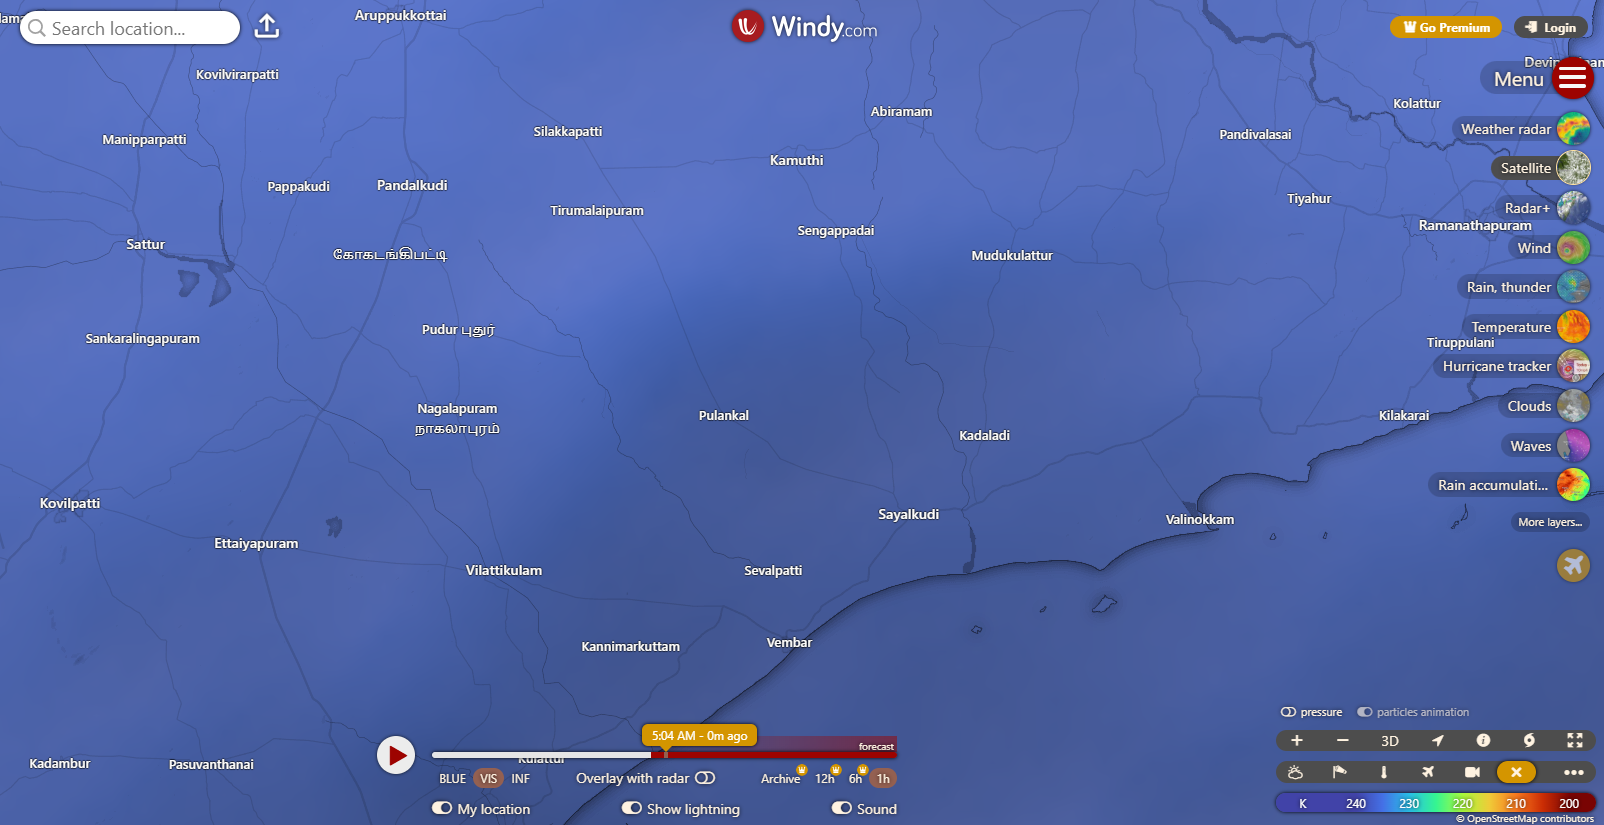 Search location...
Windy.com
Go Premium
Login
Menu
Weather radar
Satellite
Radar+
Wind
Rain, thunder
Temperature
Hurricane tracker
Clouds
Waves
Rain accumulati...
More layers...
Aruppukkottai
Kovilvirarpatti
Abiramam
Kolattur
Silakkapatti
Pandivalasai
Manipparpatti
Kamuthi
Pappakudi
Pandalkudi
Tiyahur
Tirumalaipuram
Ramanathapuram
Sengappadai
Sattur
கோகடங்கிபட்டி
Mudukulattur
Pudur புதுர்
Sankaralingapuram
Tiruppulani
Nagalapuram
நாகலாபுரம்
Pulankal
Kilakarai
Kadaladi
Kovilpatti
Sayalkudi
Valinokkam
Ettaiyapuram
Vilattikulam
Sevalpatti
Kannimarkuttam
Vembar
Kadambur
Pasuvanthanai
Kulattur
5:04 AM - 0m ago
forecast
BLUE VIS INF
Overlay with radar
Archive 12h 6h 1h
My location
Show lightning
Sound
pressure
particles animation
3D
K 240 230 220 210 200
© OpenStreetMap contributors